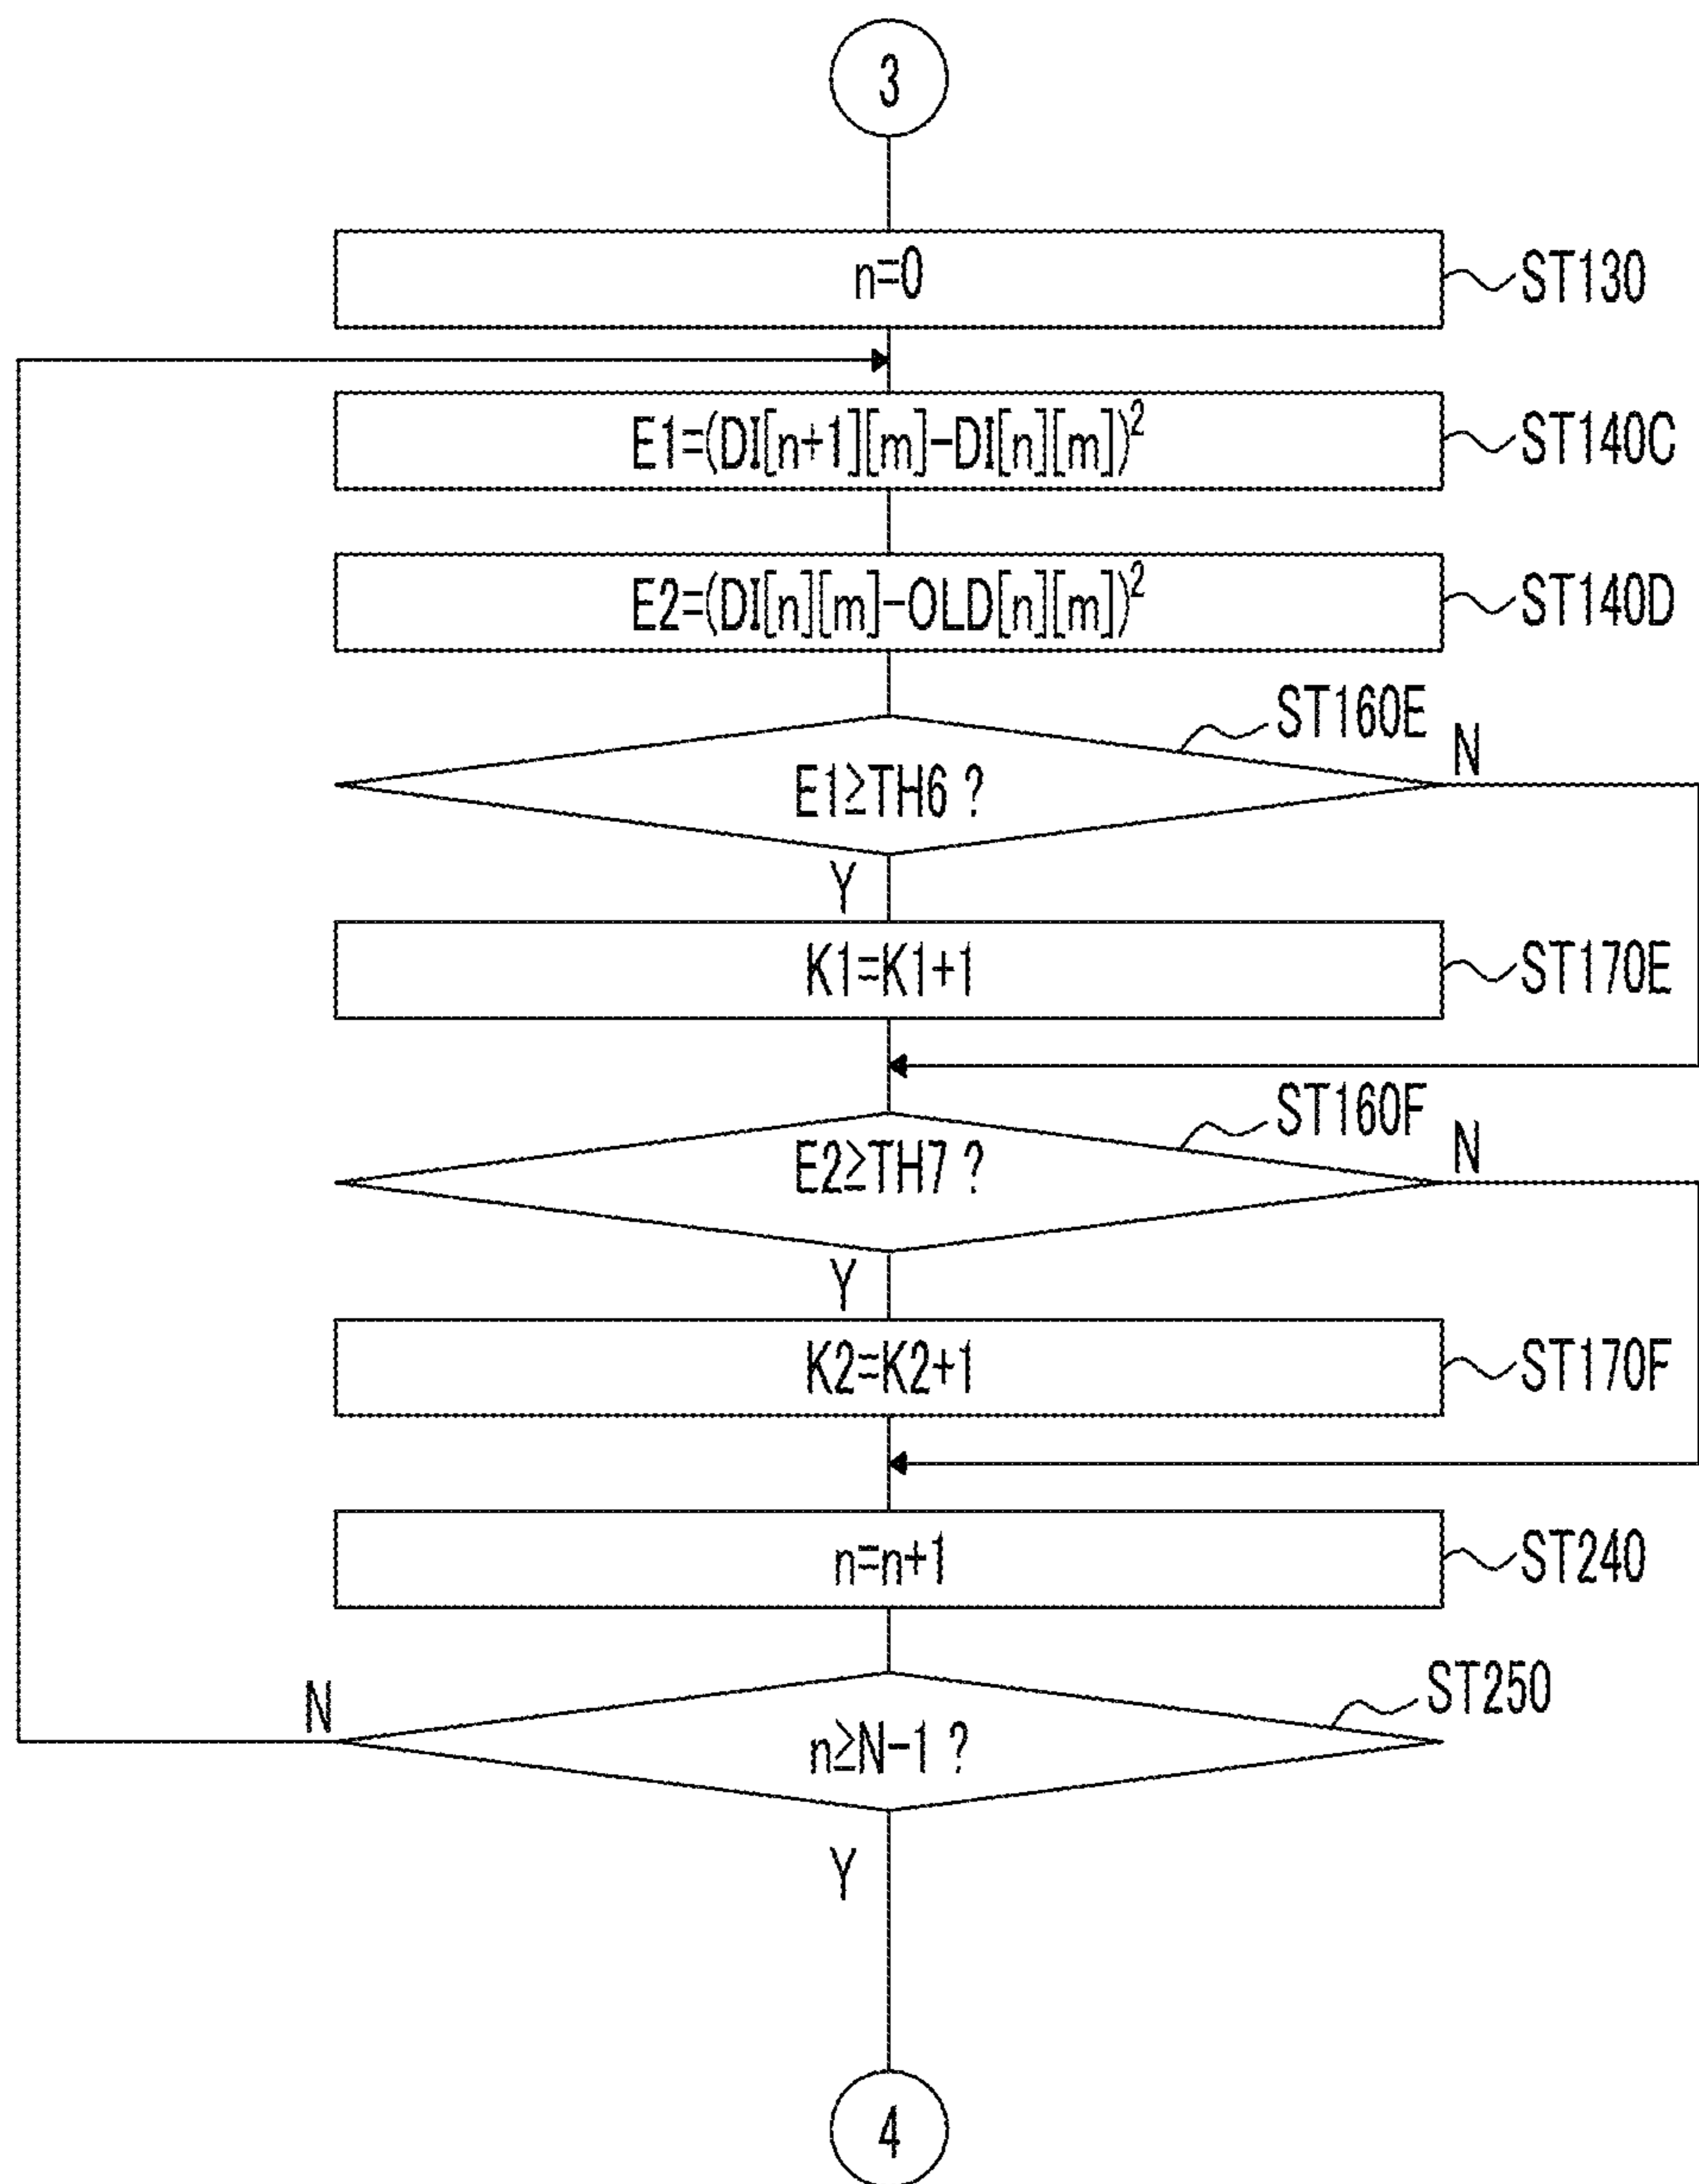 3
n=0
ST130
E1=(DI[n+1][m]-DI[n][m])²
ST140C
E2=(DI[n][m]-OLD[n][m])²
ST140D
ST160E
E1≥TH6 ?
N
Y
K1=K1+1
ST170E
ST160F
E2≥TH7 ?
N
Y
K2=K2+1
ST170F
n=n+1
ST240
ST250
N
n≥N-1 ?
Y
4